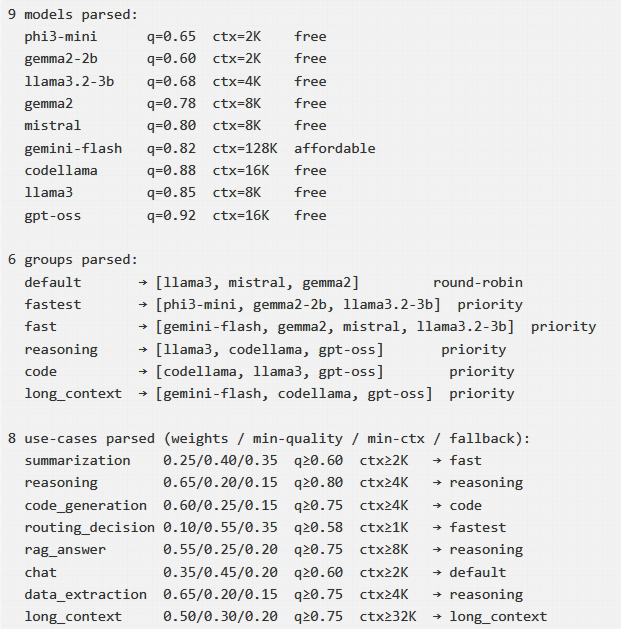 9 models parsed:
phi3-mini q=0.65 ctx=2K free
gemma2-2b q=0.60 ctx=2K free
llama3.2-3b q=0.68 ctx=4K free
gemma2 q=0.78 ctx=8K free
mistral q=0.80 ctx=8K free
gemini-flash q=0.82 ctx=128K affordable
codellama q=0.88 ctx=16K free
llama3 q=0.85 ctx=8K free
gpt-oss q=0.92 ctx=16K free
6 groups parsed:
default → [llama3, mistral, gemma2] round-robin
fastest → [phi3-mini, gemma2-2b, llama3.2-3b] priority
fast → [gemini-flash, gemma2, mistral, llama3.2-3b] priority
reasoning → [llama3, codellama, gpt-oss] priority
code → [codellama, llama3, gpt-oss] priority
long_context → [gemini-flash, codellama, gpt-oss] priority
8 use-cases parsed (weights / min-quality / min-ctx / fallback):
summarization 0.25/0.40/0.35 q≥0.60 ctx≥2K → fast
reasoning 0.65/0.20/0.15 q≥0.80 ctx≥4K → reasoning
code_generation 0.60/0.25/0.15 q≥0.75 ctx≥4K → code
routing_decision 0.10/0.55/0.35 q≥0.58 ctx≥1K → fastest
rag_answer 0.55/0.25/0.20 q≥0.75 ctx≥8K → reasoning
chat 0.35/0.45/0.20 q≥0.60 ctx≥2K → default
data_extraction 0.65/0.20/0.15 q≥0.75 ctx≥4K → reasoning
long_context 0.50/0.30/0.20 q≥0.75 ctx≥32K → long_context